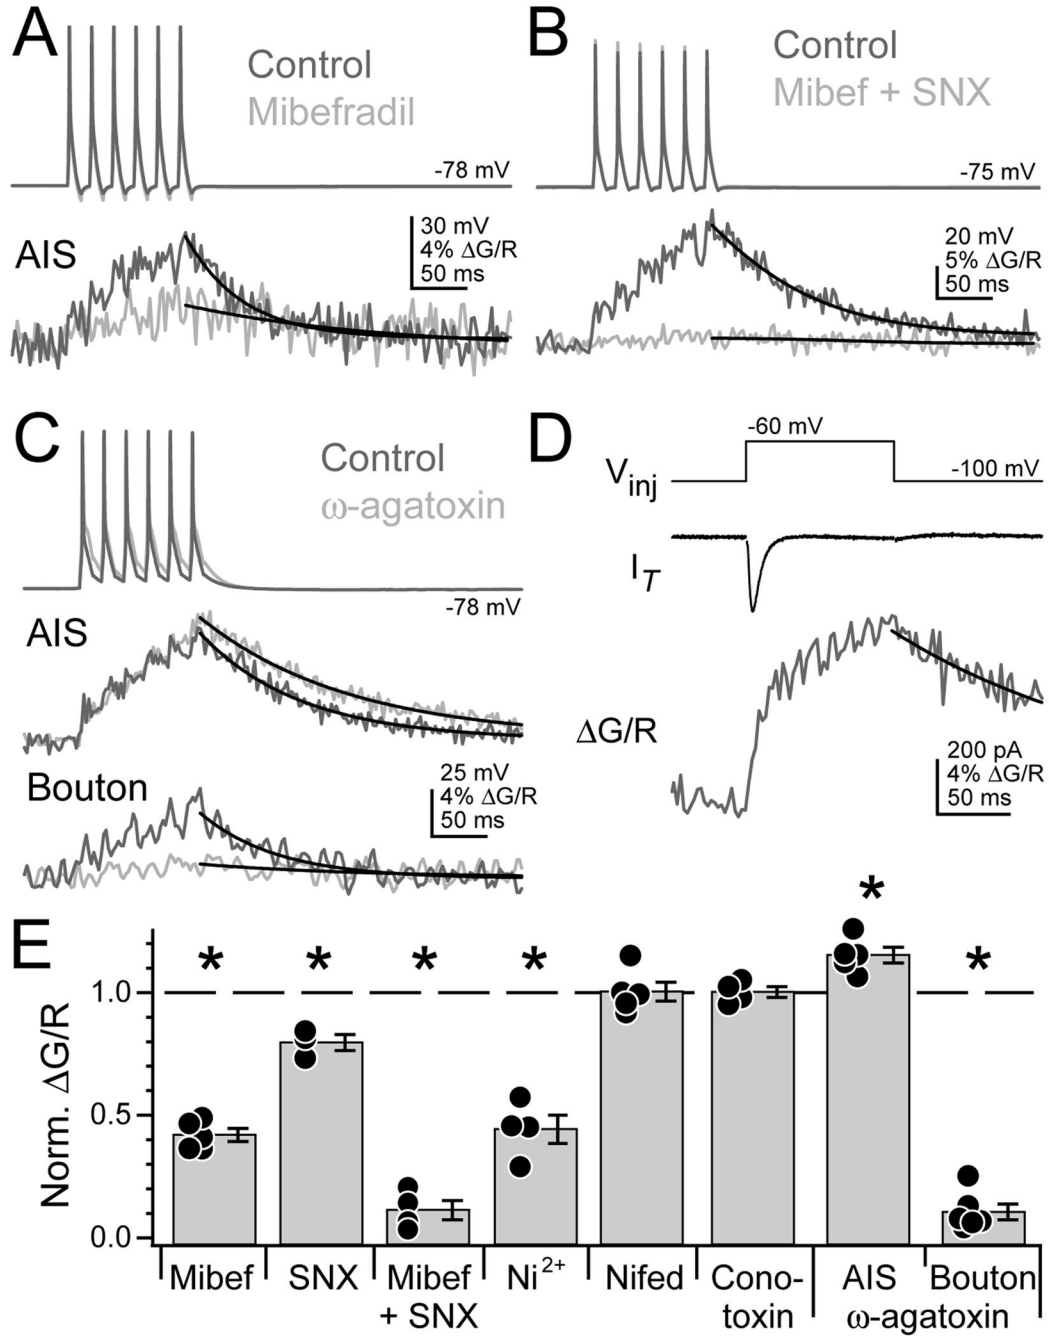 A
Control
Mibefradil
-78 mV
AIS
30 mV
4% ΔG/R
50 ms
B
Control
Mibef + SNX
-75 mV
20 mV
5% ΔG/R
50 ms
C
Control
ω-agatoxin
-78 mV
AIS
Bouton
25 mV
4% ΔG/R
50 ms
D
-60 mV
Vinj
-100 mV
IT
ΔG/R
200 pA
4% ΔG/R
50 ms
E
* * * * * *
Norm. ΔG/R
1.0
0.5
0.0
Mibef SNX Mibef Ni2+ Nifed Cono- AIS Bouton
+ SNX toxin ω-agatoxin